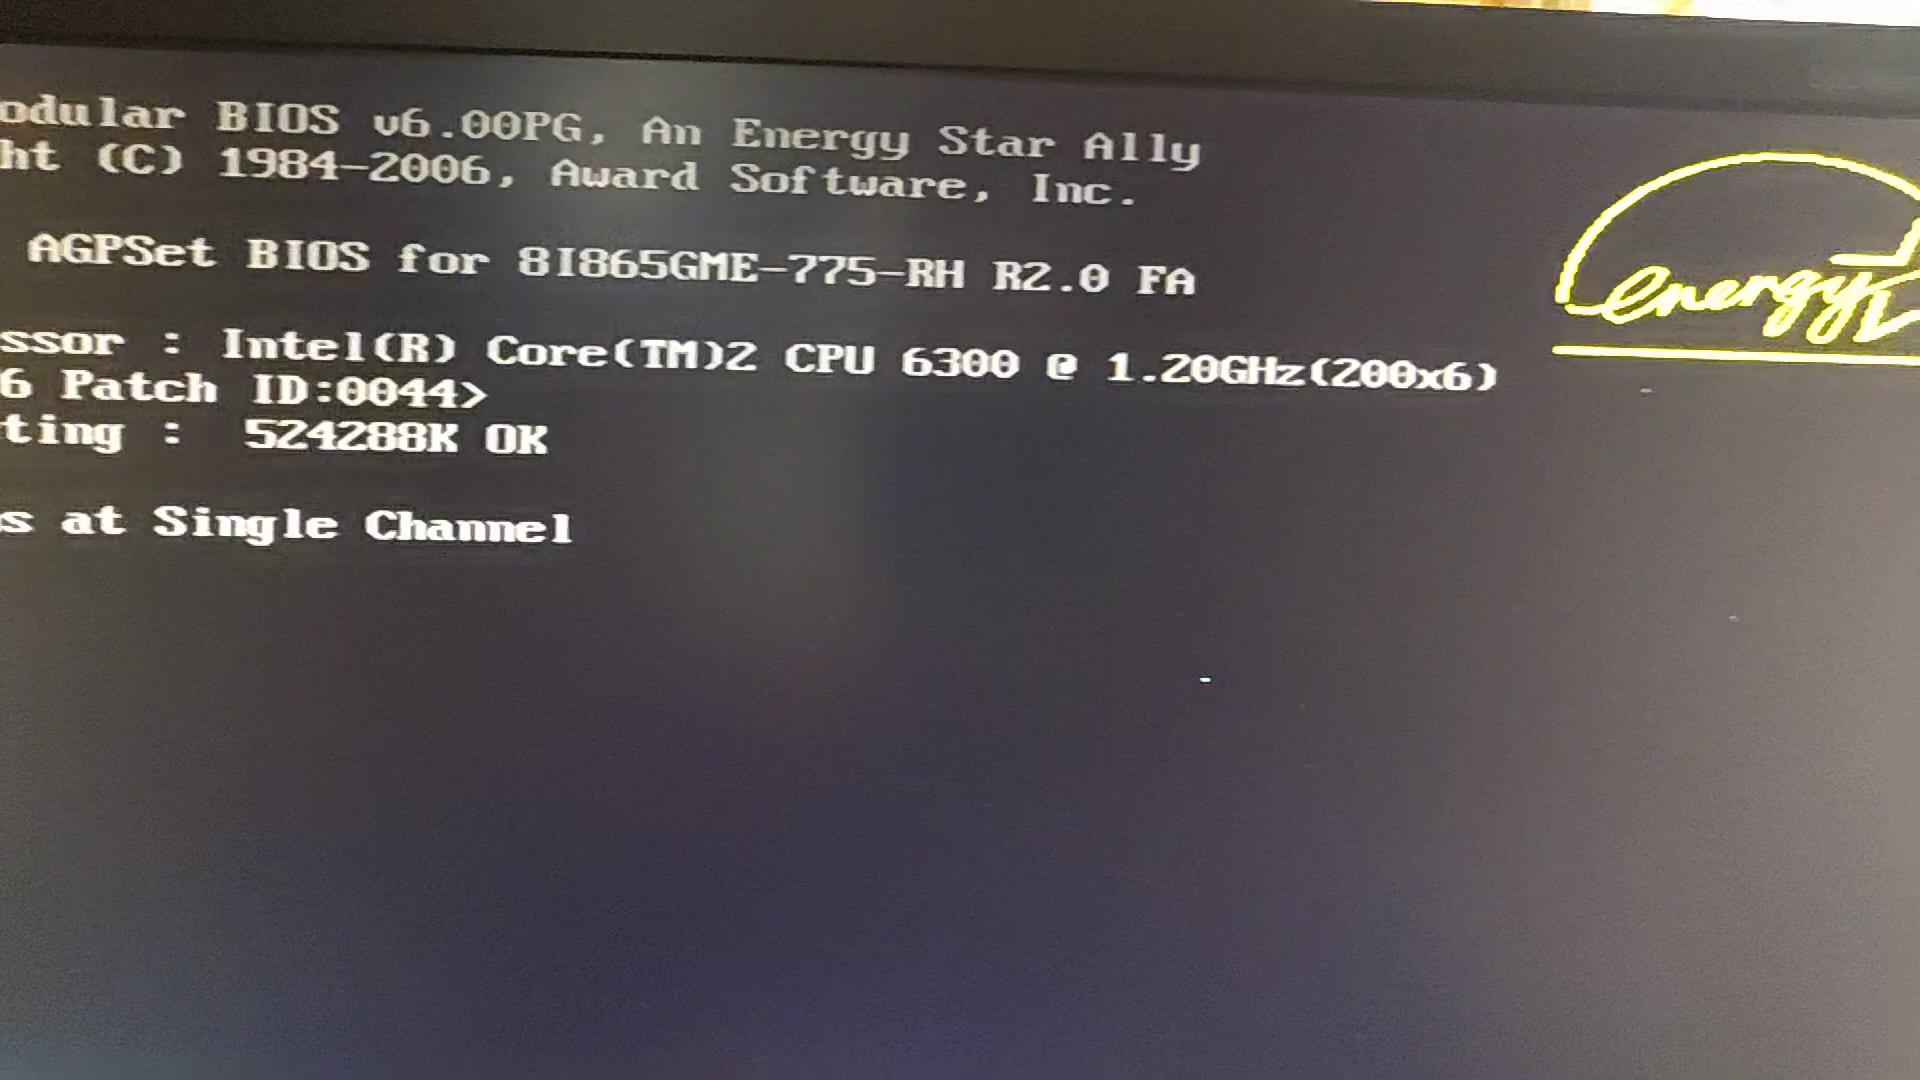 odular BIOS v6.00PG, An Energy Star Ally
ht (C) 1984-2006, Award Software, Inc.
AGPSet BIOS for 8I865GME-775-RH R2.0 FA
energy
ssor : Intel(R) Core(TM)2 CPU 6300 @ 1.20GHz(200x6)
6 Patch ID:0044>
ting : 524288K OK
s at Single Channel